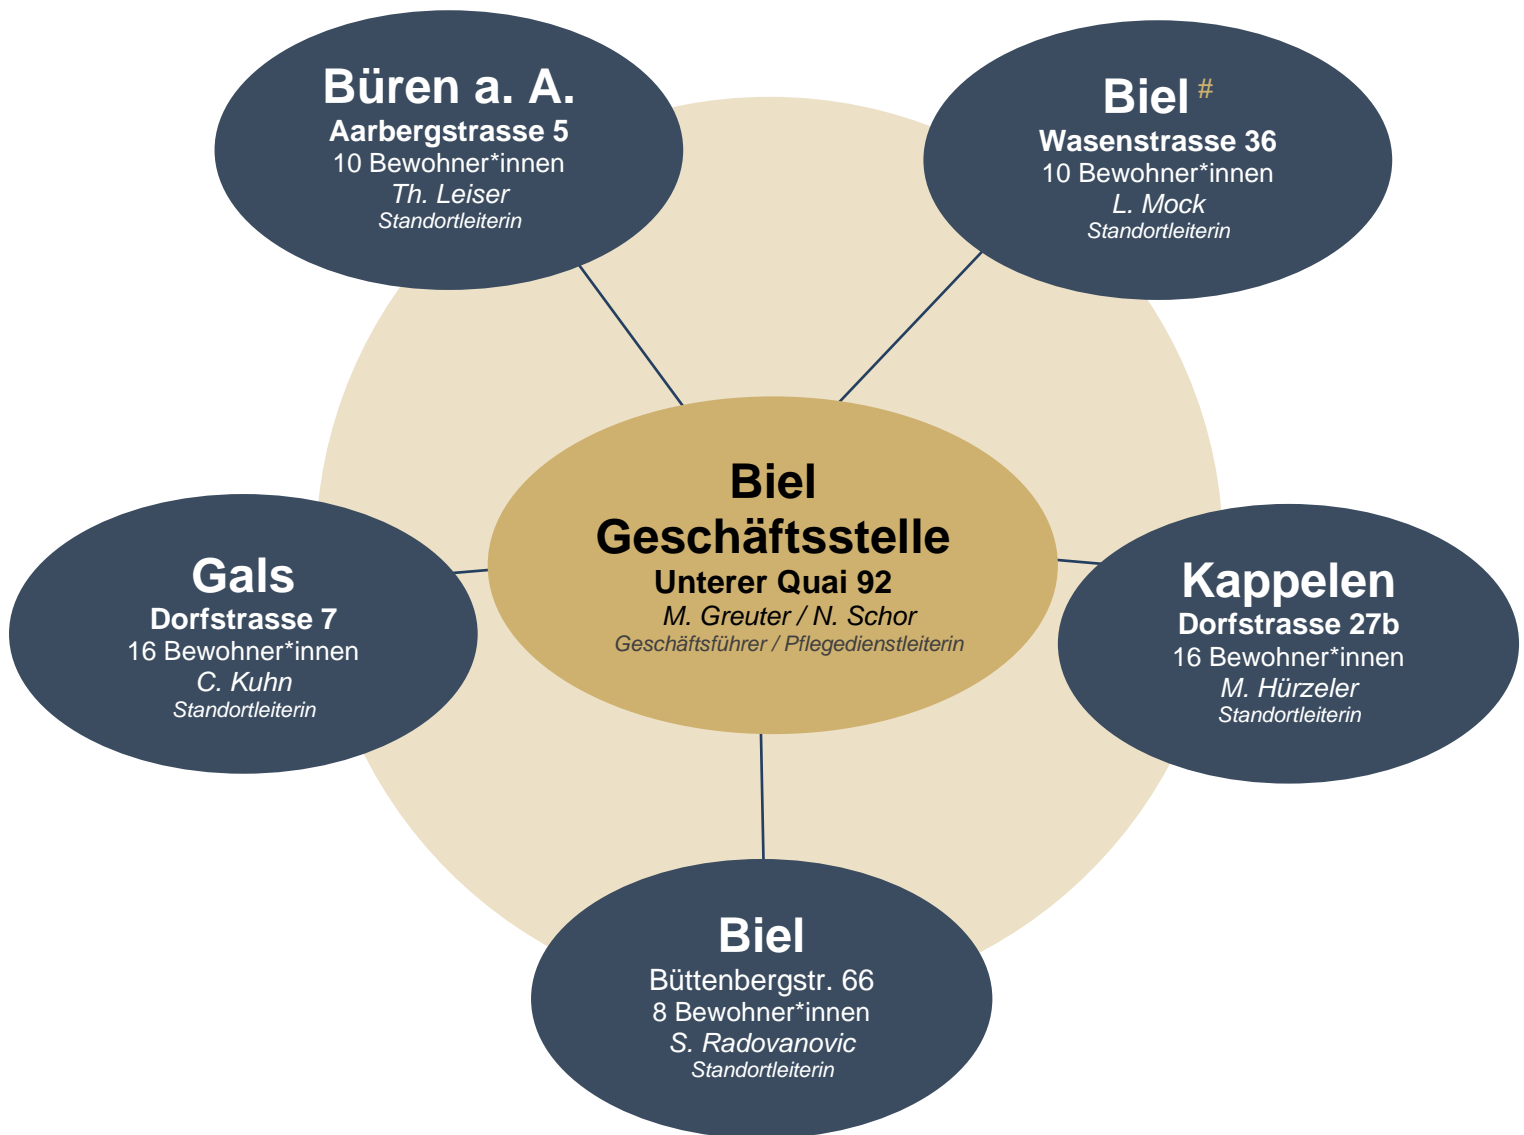 Büren a. A.
Aarbergstrasse 5
10 Bewohner*innen
Th. Leiser
Standortleiterin
Biel #
Wasenstrasse 36
10 Bewohner*innen
L. Mock
Standortleiterin
Biel
Geschäftsstelle
Unterer Quai 92
M. Greuter / N. Schor
Geschäftsführer / Pflegedienstleiterin
Gals
Dorfstrasse 7
16 Bewohner*innen
C. Kuhn
Standortleiterin
Kappelen
Dorfstrasse 27b
16 Bewohner*innen
M. Hürzeler
Standortleiterin
Biel
Büttenbergstr. 66
8 Bewohner*innen
S. Radovanovic
Standortleiterin